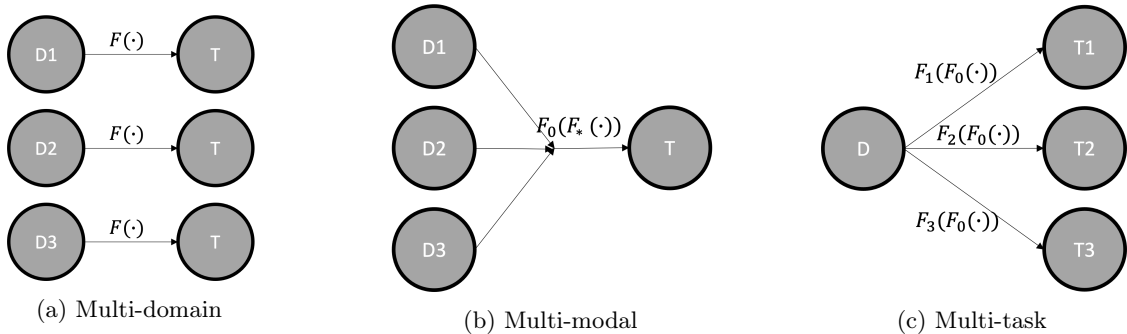 D1 F(·) T
D2 F(·) T
D3 F(·) T
(a) Multi-domain
D1
D2 F₀(F∗ (·)) T
D3
(b) Multi-modal
T1
F₁(F₀(·))
D F₂(F₀(·)) T2
F₃(F₀(·))
T3
(c) Multi-task